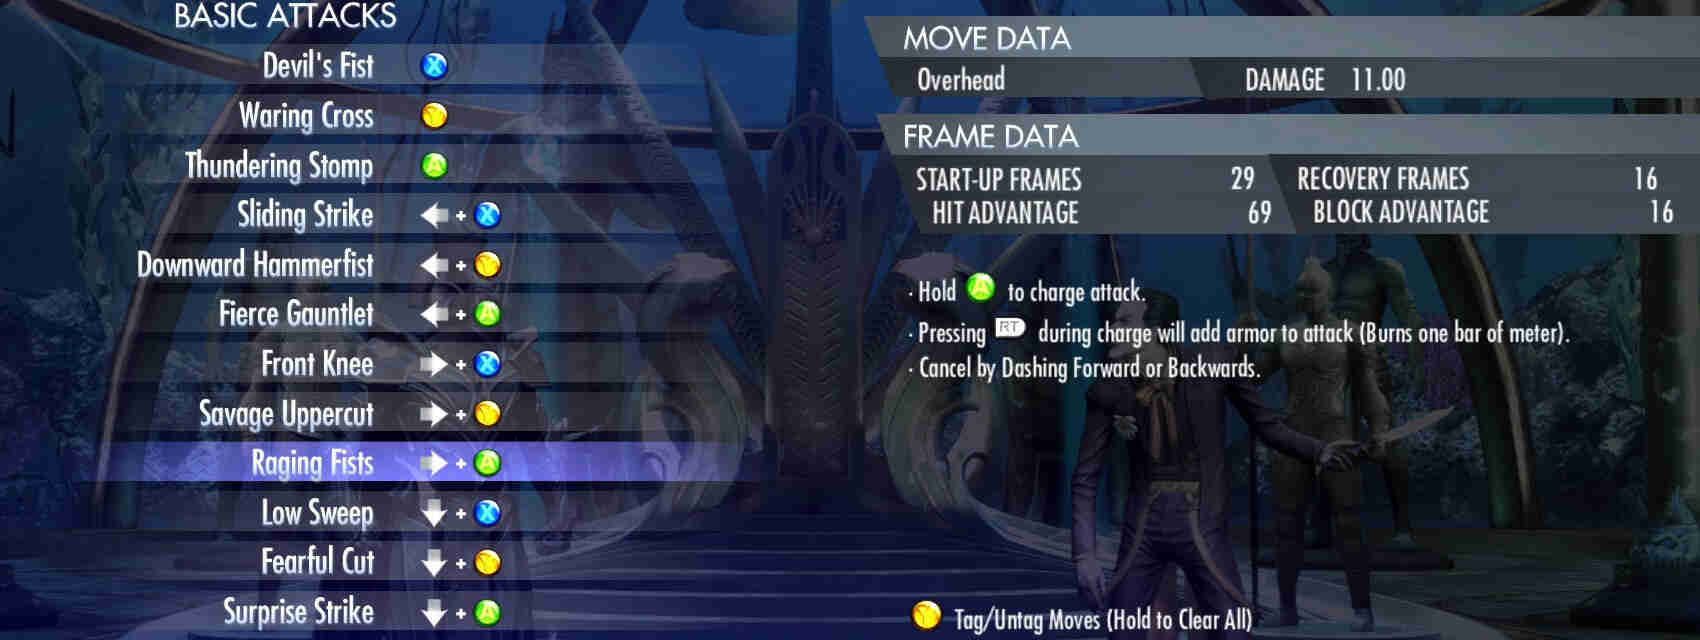 BASIC ATTACKS
Devil's Fist X
Waring Cross Y
Thundering Stomp A
Sliding Strike + X
Downward Hammerfist + Y
Fierce Gauntlet + A
Front Knee + X
Savage Uppercut + Y
Raging Fists + A
Low Sweep + X
Fearful Cut + Y
Surprise Strike + A
MOVE DATA
Overhead DAMAGE 11.00
FRAME DATA
START-UP FRAMES 29 RECOVERY FRAMES 16
HIT ADVANTAGE 69 BLOCK ADVANTAGE 16
· Hold A to charge attack.
· Pressing RT during charge will add armor to attack (Burns one bar of meter).
· Cancel by Dashing Forward or Backwards.
Y Tag/Untag Moves (Hold to Clear All)